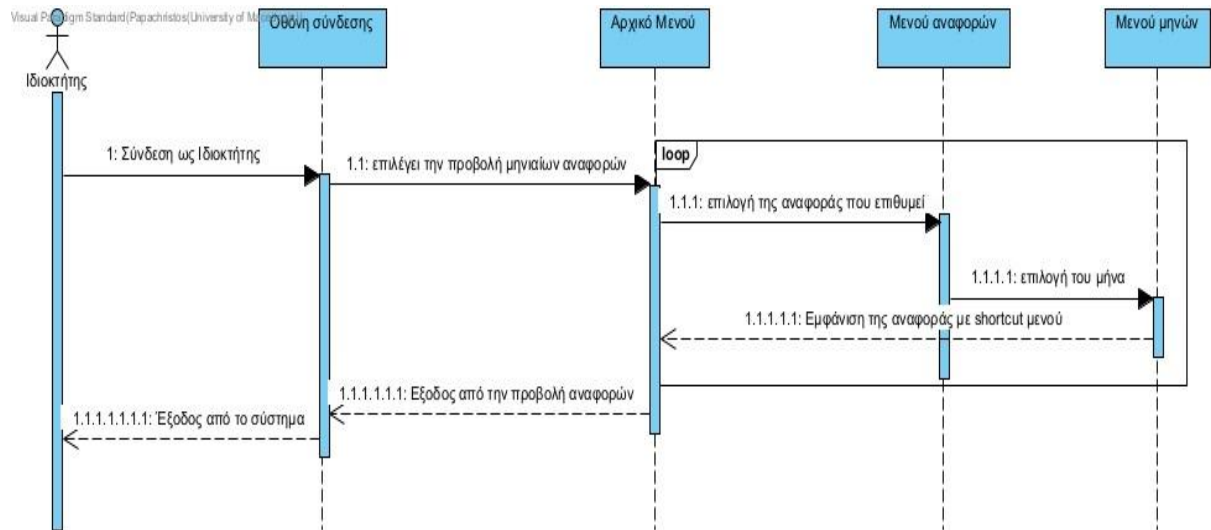 Visual Paradigm Standard(Papachristos(University of
Οθόνη σύνδεσης
Αρχικό Μενού
Μενού αναφορών
Μενού μηνών
Ιδιοκτήτης
loop
1: Σύνδεση ως Ιδιοκτήτης
1.1: επιλέγει την προβολή μηνιαίων αναφορών
1.1.1: επιλογή της αναφοράς που επιθυμεί
1.1.1.1: επιλογή του μήνα
1.1.1.1.1: Εμφάνιση της αναφοράς με shortcut μενού
1.1.1.1.1.1: Εξοδος από την προβολή αναφορών
1.1.1.1.1.1.1: Έξοδος από το σύστημα